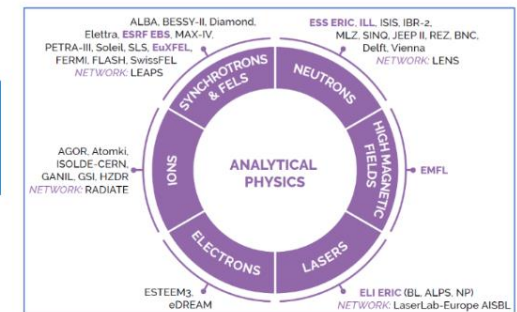 ALBA, BESSY-II, Diamond,
Elettra, ESRF EBS, MAX-IV,
PETRA-III, Soleil, SLS, EuXFEL,
FERMI, FLASH, SwissFEL
NETWORK: LEAPS
ESS ERIC, ILL, ISIS, IBR-2,
MLZ, SINQ, JEEP II, REZ, BNC,
Delft, Vienna
NETWORK: LENS
SYNCHROTRONS
& FELS
NEUTRONS
AGOR, Atomki,
ISOLDE-CERN,
GANIL, GSI, HZDR
NETWORK: RADIATE
IONS
ANALYTICAL
PHYSICS
HIGH MAGNETIC
FIELDS
EMFL
ELECTRONS
LASERS
ESTEEM3,
eDREAM
ELI ERIC (BL, ALPS, NP)
NETWORK: LaserLab-Europe AISBL